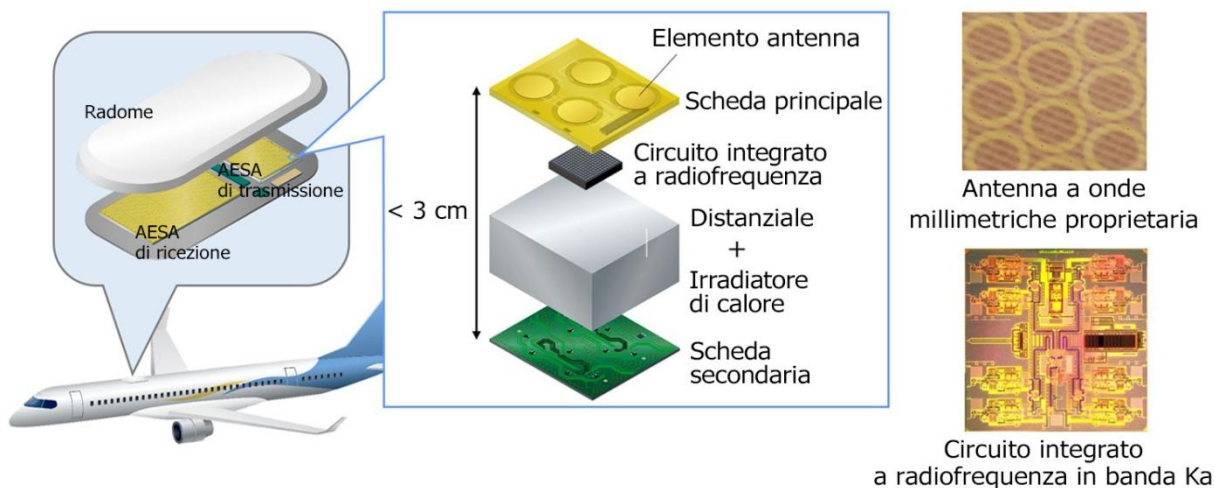 Radome
AESA
di trasmissione
AESA
di ricezione
< 3 cm
Elemento antenna
Scheda principale
Circuito integrato
a radiofrequenza
Distanziale
+
Irradiatore
di calore
Scheda
secondaria
Antenna a onde
millimetriche proprietaria
Circuito integrato
a radiofrequenza in banda Ka